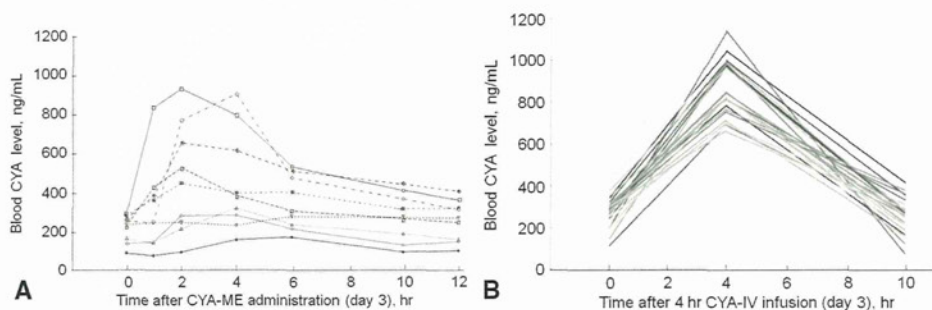 1200
1000
800
600
400
200
0
Blood CYA level, ng/mL
0 2 4 6 8 10 12
A
Time after CYA-ME administration (day 3), hr
1200
1000
800
600
400
200
0
Blood CYA level, ng/mL
0 2 4 6 8 10
B
Time after 4 hr CYA-IV infusion (day 3), hr